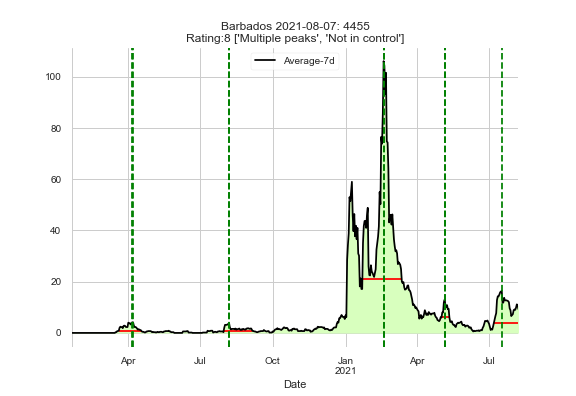 Barbados 2021-08-07: 4455
Rating:8 ['Multiple peaks', 'Not in control']
Average-7d
100
80
60
40
20
0
Apr Jul Oct Jan Apr Jul
2021
Date